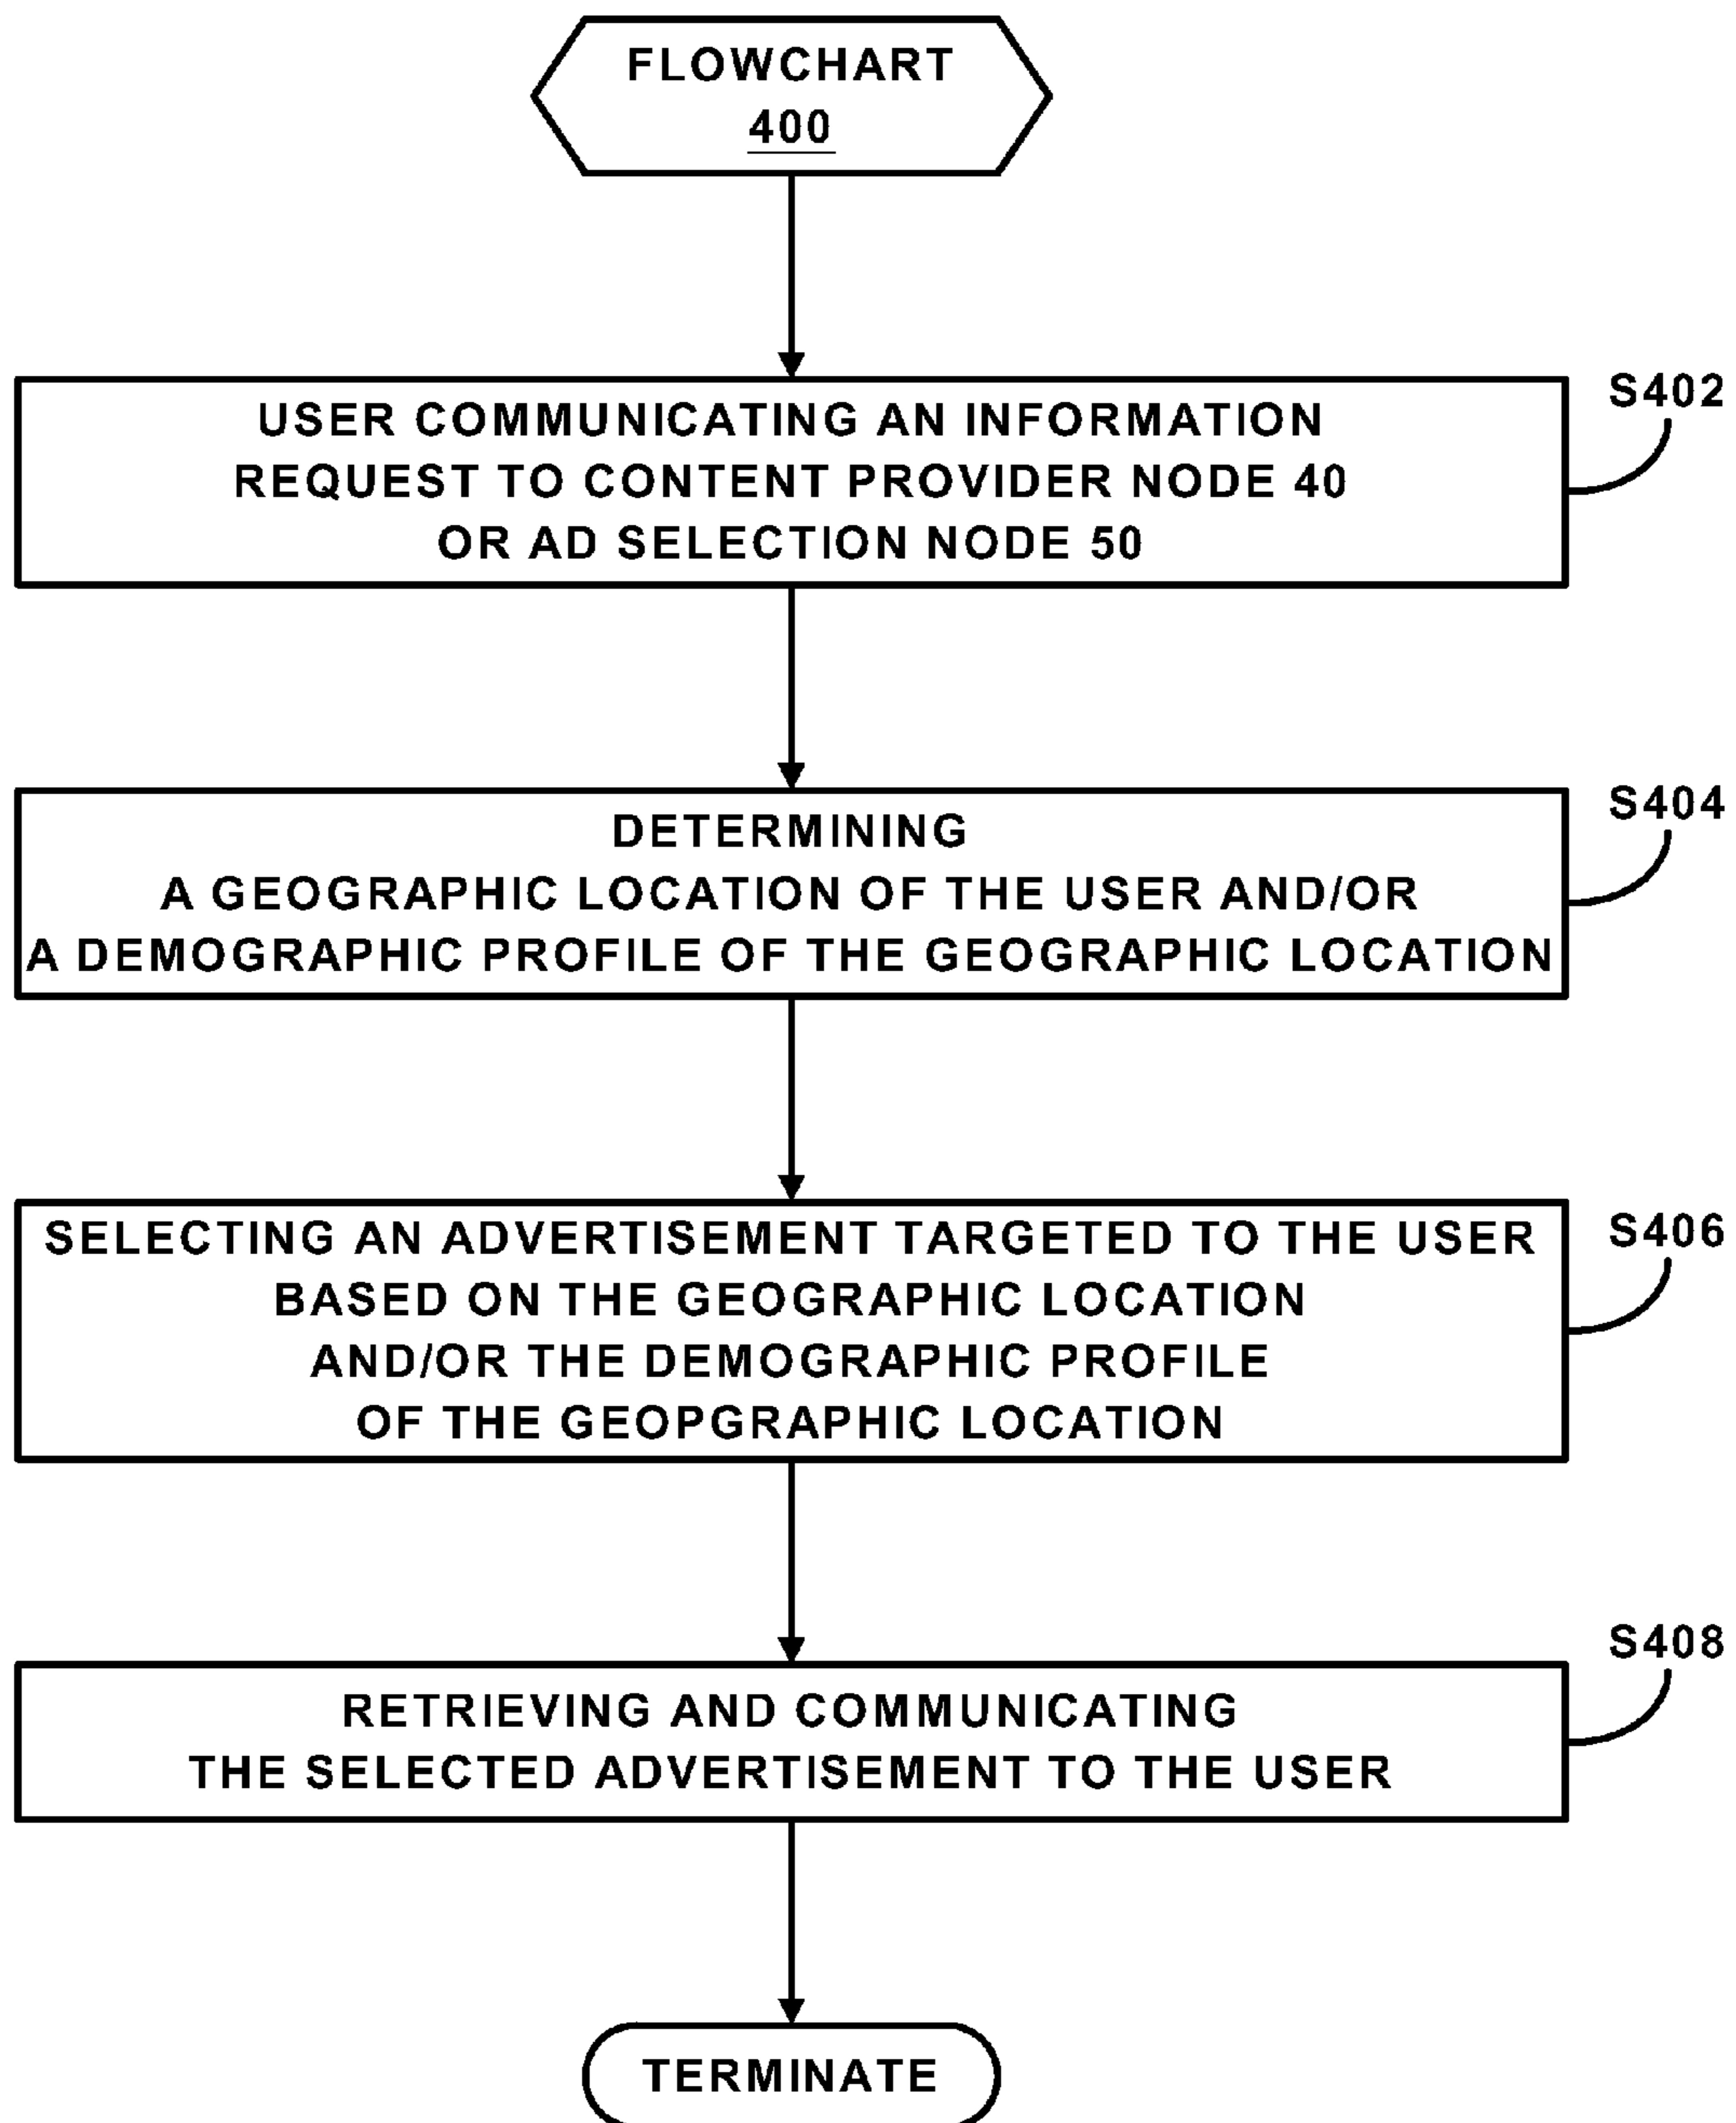 FLOWCHART
400
S402
USER COMMUNICATING AN INFORMATION
REQUEST TO CONTENT PROVIDER NODE 40
OR AD SELECTION NODE 50
S404
DETERMINING
A GEOGRAPHIC LOCATION OF THE USER AND/OR
A DEMOGRAPHIC PROFILE OF THE GEOGRAPHIC LOCATION
S406
SELECTING AN ADVERTISEMENT TARGETED TO THE USER
BASED ON THE GEOGRAPHIC LOCATION
AND/OR THE DEMOGRAPHIC PROFILE
OF THE GEOPGRAPHIC LOCATION
S408
RETRIEVING AND COMMUNICATING
THE SELECTED ADVERTISEMENT TO THE USER
TERMINATE